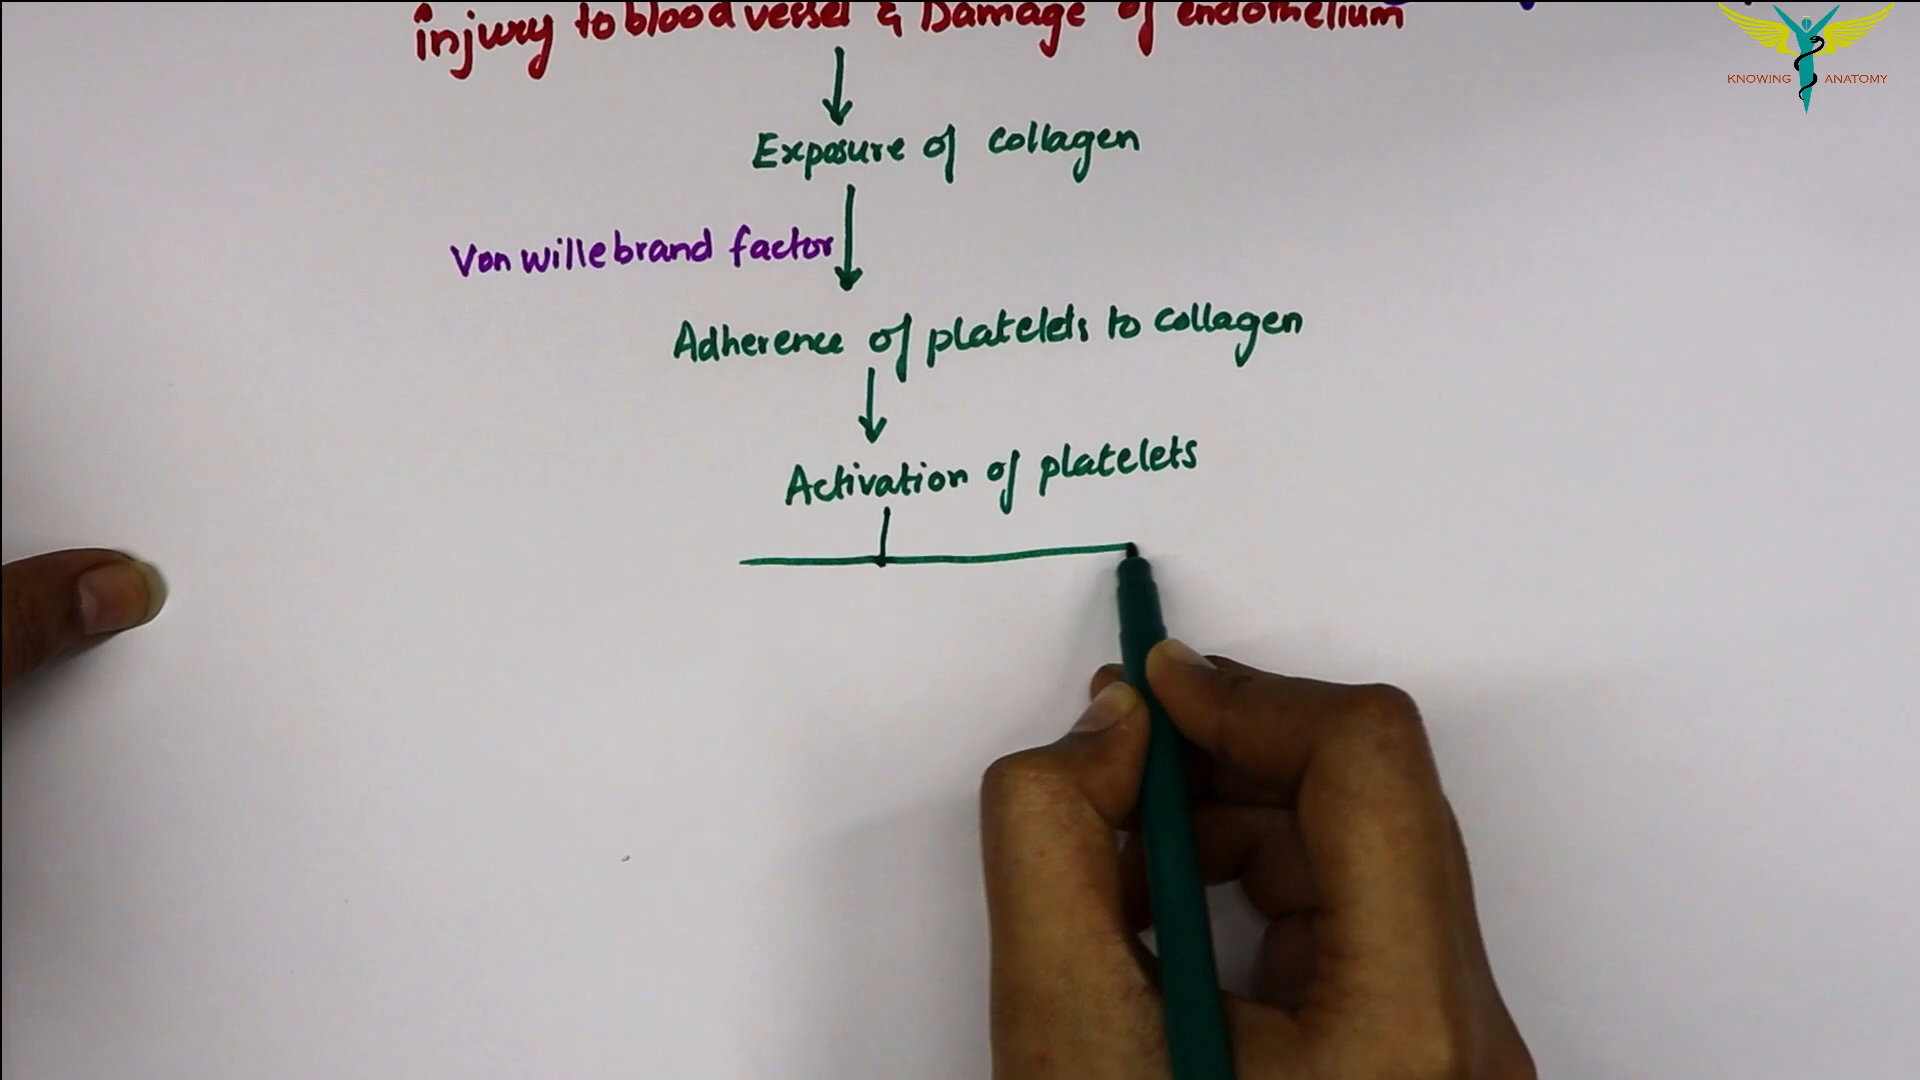 Injury to blood vessel & Damage of endothelium
KNOWING ANATOMY
Exposure of collagen
Von willebrand factor
Adherence of platelets to collagen
Activation of platelets